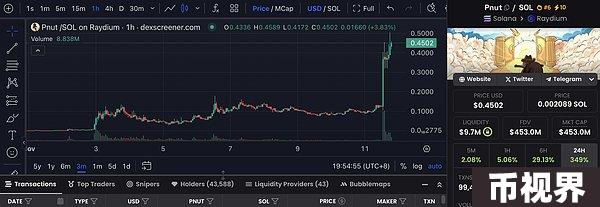 1s 1m 5m 15m 1h 4h D Price / MCap USD / SOL
Pnut /SOL on Raydium · 1h · dexscreener.com O 0.4336 H 0.4589 L 0.4172 C 0.4502 0.01660 (+3.83%)
Volume 8.838M
0.5000
0.4502
0.4000
0.3000
0.2000
0.1000
0.0₅2775
ov 3 5 7 9 11
5y 1y 6m 3m 1m 5d 1d 19:54:55 (UTC+8) % log auto
Transactions Top Traders Snipers Holders (43,588) Liquidity Providers (43) Bubblemaps
DATE TYPE USD PNUT SOL PRICE MAKER TXN
Pnut / SOL #6 10
Solana > Raydium
Website Twitter Telegram
PRICE USD PRICE
$0.4502 0.002089 SOL
LIQUIDITY FDV MKT CAP
$9.7M $453.0M $453.0M
5M 1H 6H 24H
2.08% 5.06% 29.13% 349%
TXNS
99,4
币视界